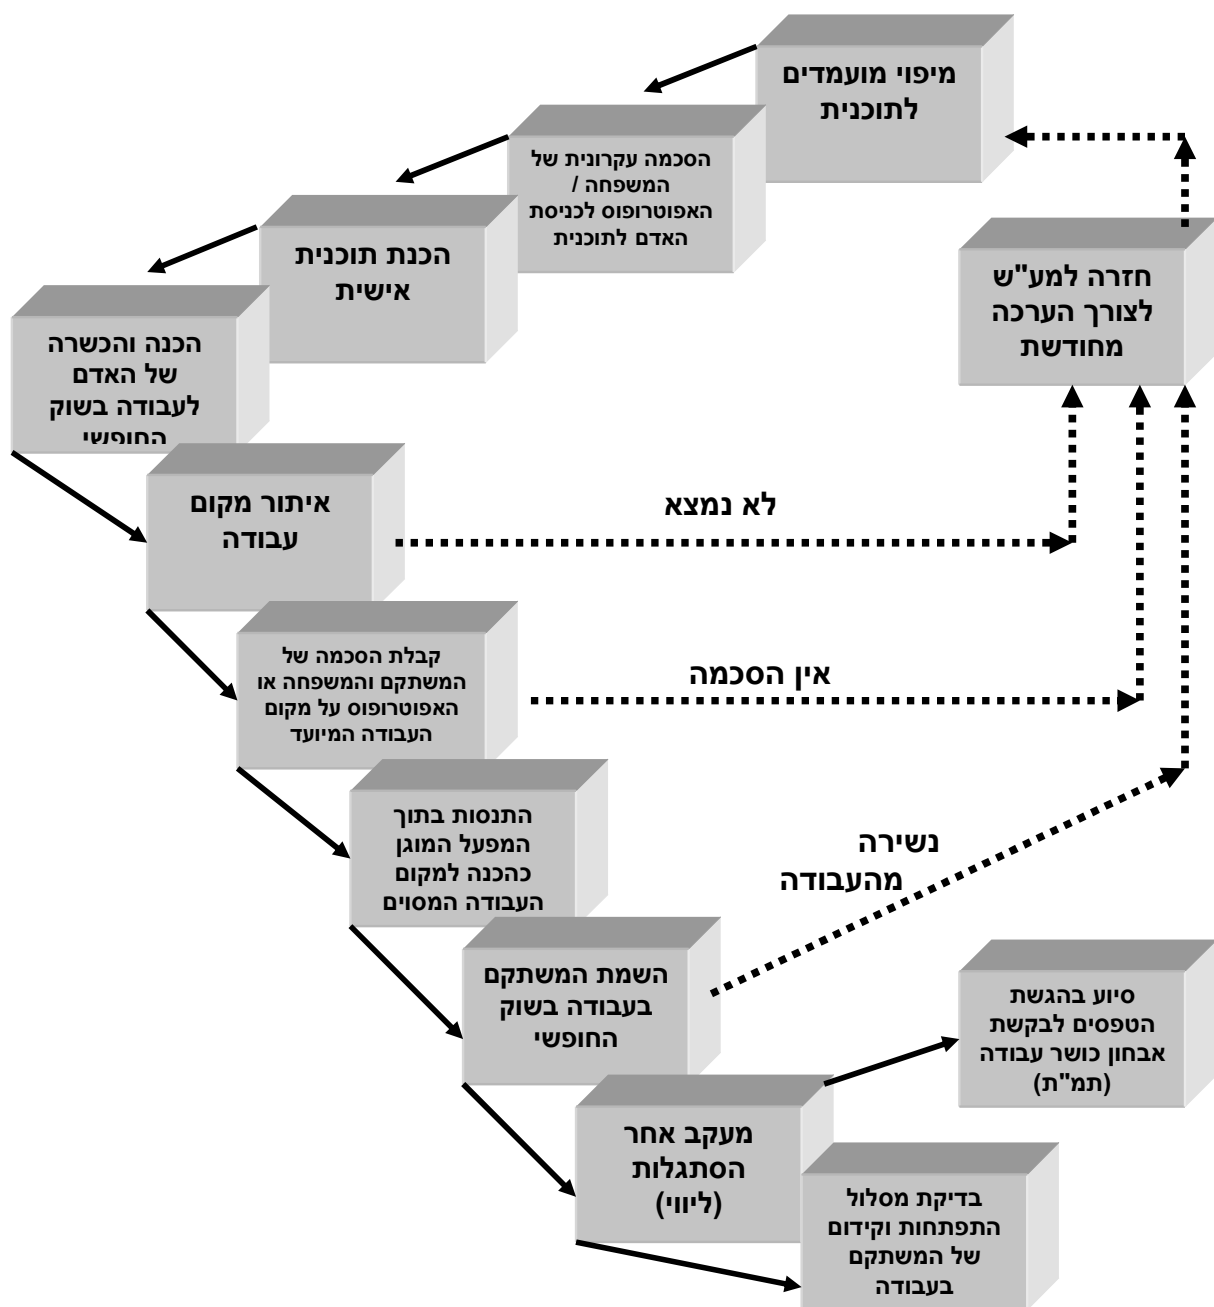 מיפוי מועמדים
לתוכנית
הסכמה עקרונית של
המשפחה /
האפוטרופוס לכניסת
האדם לתוכנית
הכנת תוכנית
אישית
הכנה והכשרה
של האדם
לעבודה בשוק
החופשי
חזרה למע"ש
לצורך הערכה
מחודשת
איתור מקום
עבודה
לא נמצא
קבלת הסכמה של
המשתקם והמשפחה או
האפוטרופוס על מקום
העבודה המיועד
אין הסכמה
התנסות בתוך
המפעל המוגן
כהכנה למקום
העבודה המסוים
נשירה
מהעבודה
השמת המשתקם
בעבודה בשוק
החופשי
סיוע בהגשת
הטפסים לבקשת
אבחון כושר עבודה
(תמ"ת)
מעקב אחר
הסתגלות
(ליווי)
בדיקת מסלול
התפתחות וקידום
של המשתקם
בעבודה